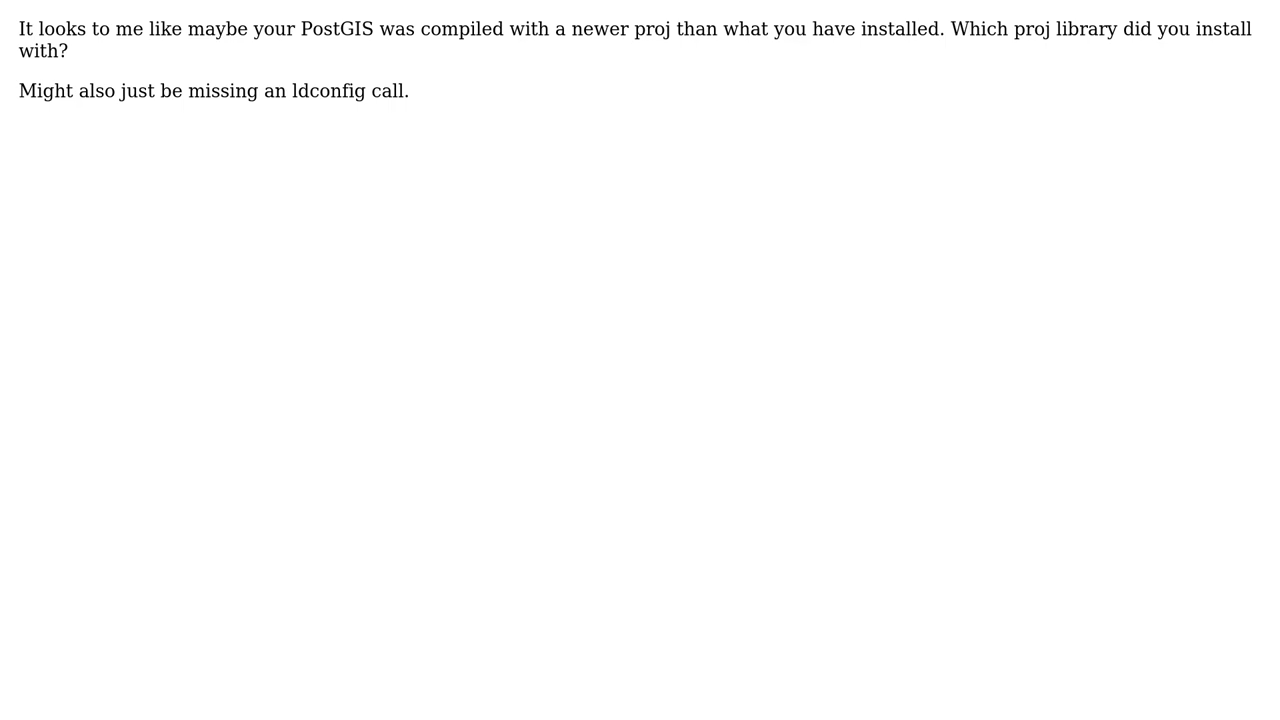 It looks to me like maybe your PostGIS was compiled with a newer proj than what you have installed. Which proj library did you install
with?
Might also just be missing an ldconfig call.